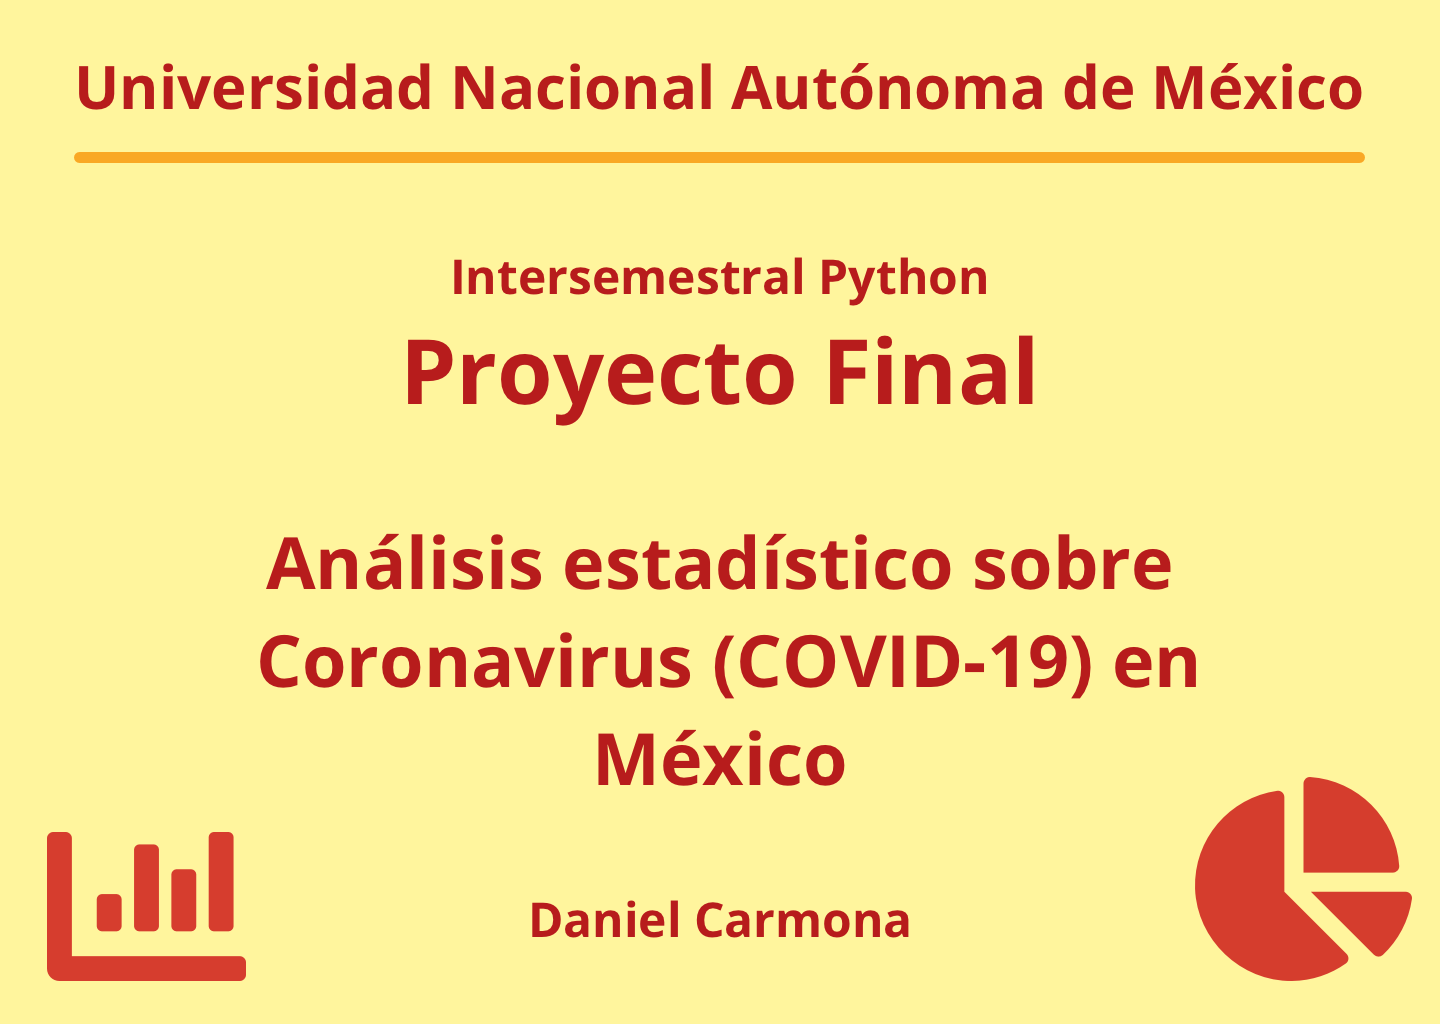 Universidad Nacional Autónoma de México
Intersemestral Python
Proyecto Final
Análisis estadístico sobre
Coronavirus (COVID-19) en
México
Daniel Carmona